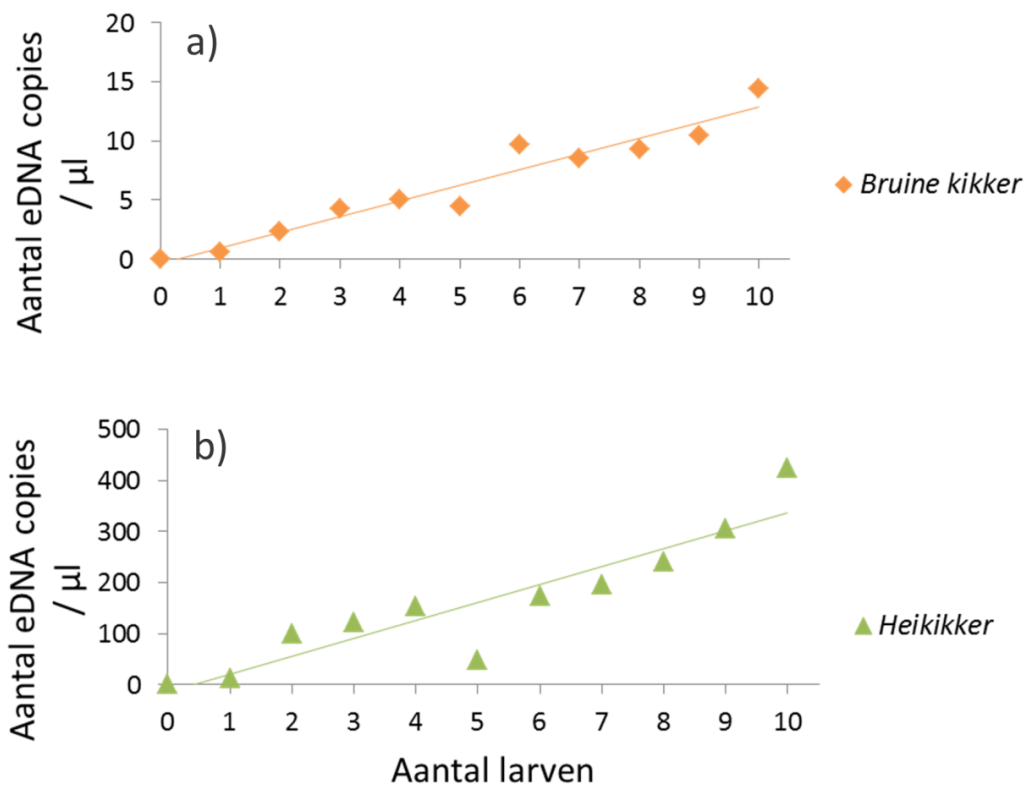 a)
Aantal eDNA copies
/ µl
20
15
10
5
0
0 1 2 3 4 5 6 7 8 9 10
Bruine kikker
b)
Aantal eDNA copies
/ µl
500
400
300
200
100
0
0 1 2 3 4 5 6 7 8 9 10
Heikikker
Aantal larven